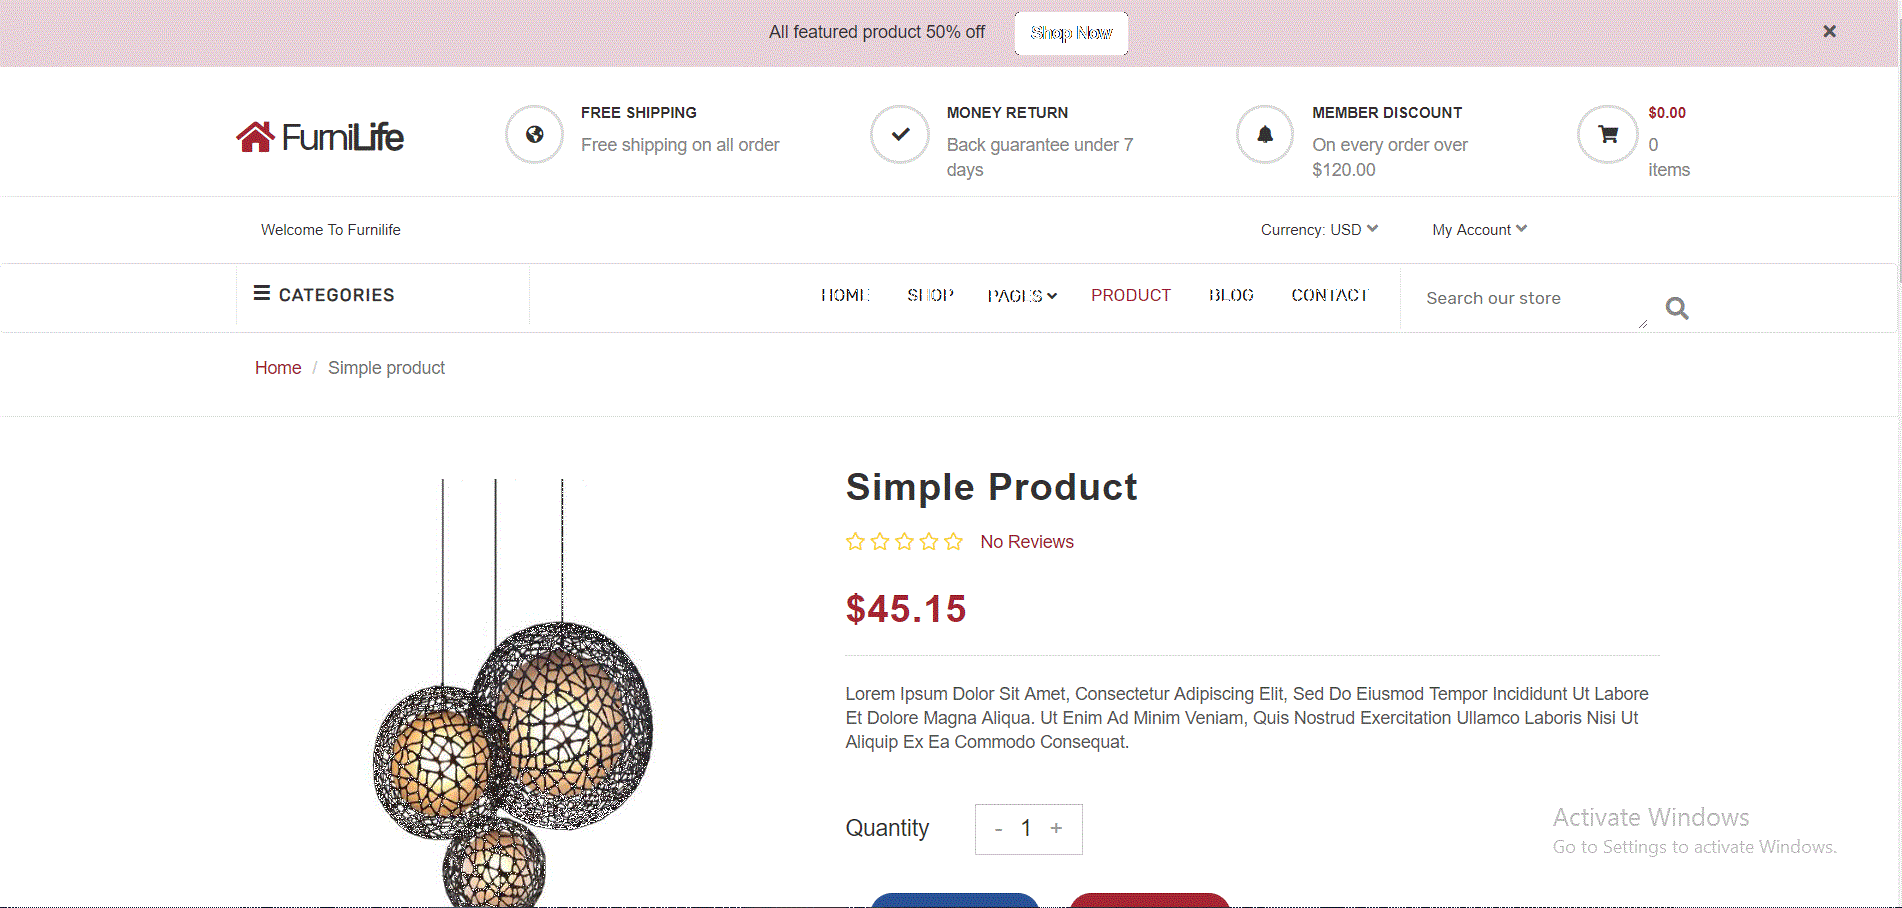 All featured product 50% off
Shop Now
FurniLife
FREE SHIPPING
Free shipping on all order
MONEY RETURN
Back guarantee under 7
days
MEMBER DISCOUNT
On every order over
$120.00
$0.00
0
items
Welcome To Furnilife
Currency: USD
My Account
CATEGORIES
HOME
SHOP
PAGES
PRODUCT
BLOG
CONTACT
Search our store
Home / Simple product
Simple Product
No Reviews
$45.15
Lorem Ipsum Dolor Sit Amet, Consectetur Adipiscing Elit, Sed Do Eiusmod Tempor Incididunt Ut Labore
Et Dolore Magna Aliqua. Ut Enim Ad Minim Veniam, Quis Nostrud Exercitation Ullamco Laboris Nisi Ut
Aliquip Ex Ea Commodo Consequat.
Quantity
- 1 +
Activate Windows
Go to Settings to activate Windows.